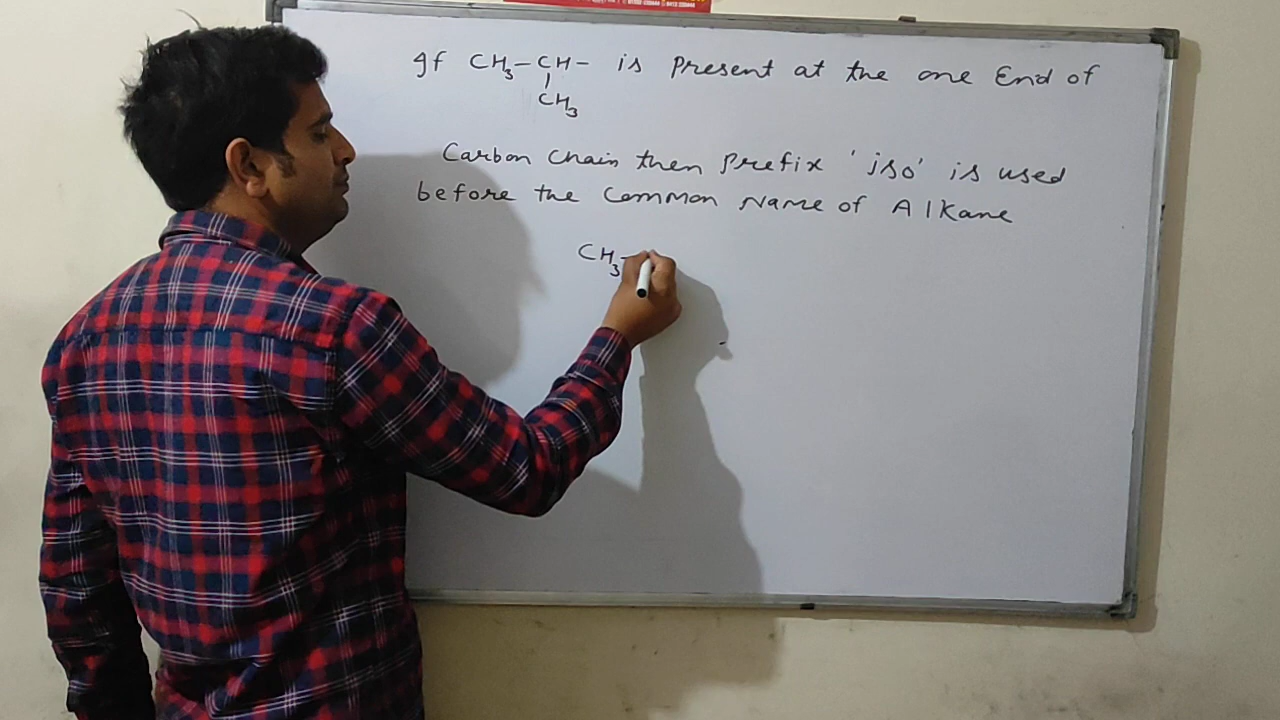 If CH₃-CH- is Present at the one End of
CH₃
Carbon Chain then Prefix 'iso' is used
before the Common Name of Alkane
CH₃-